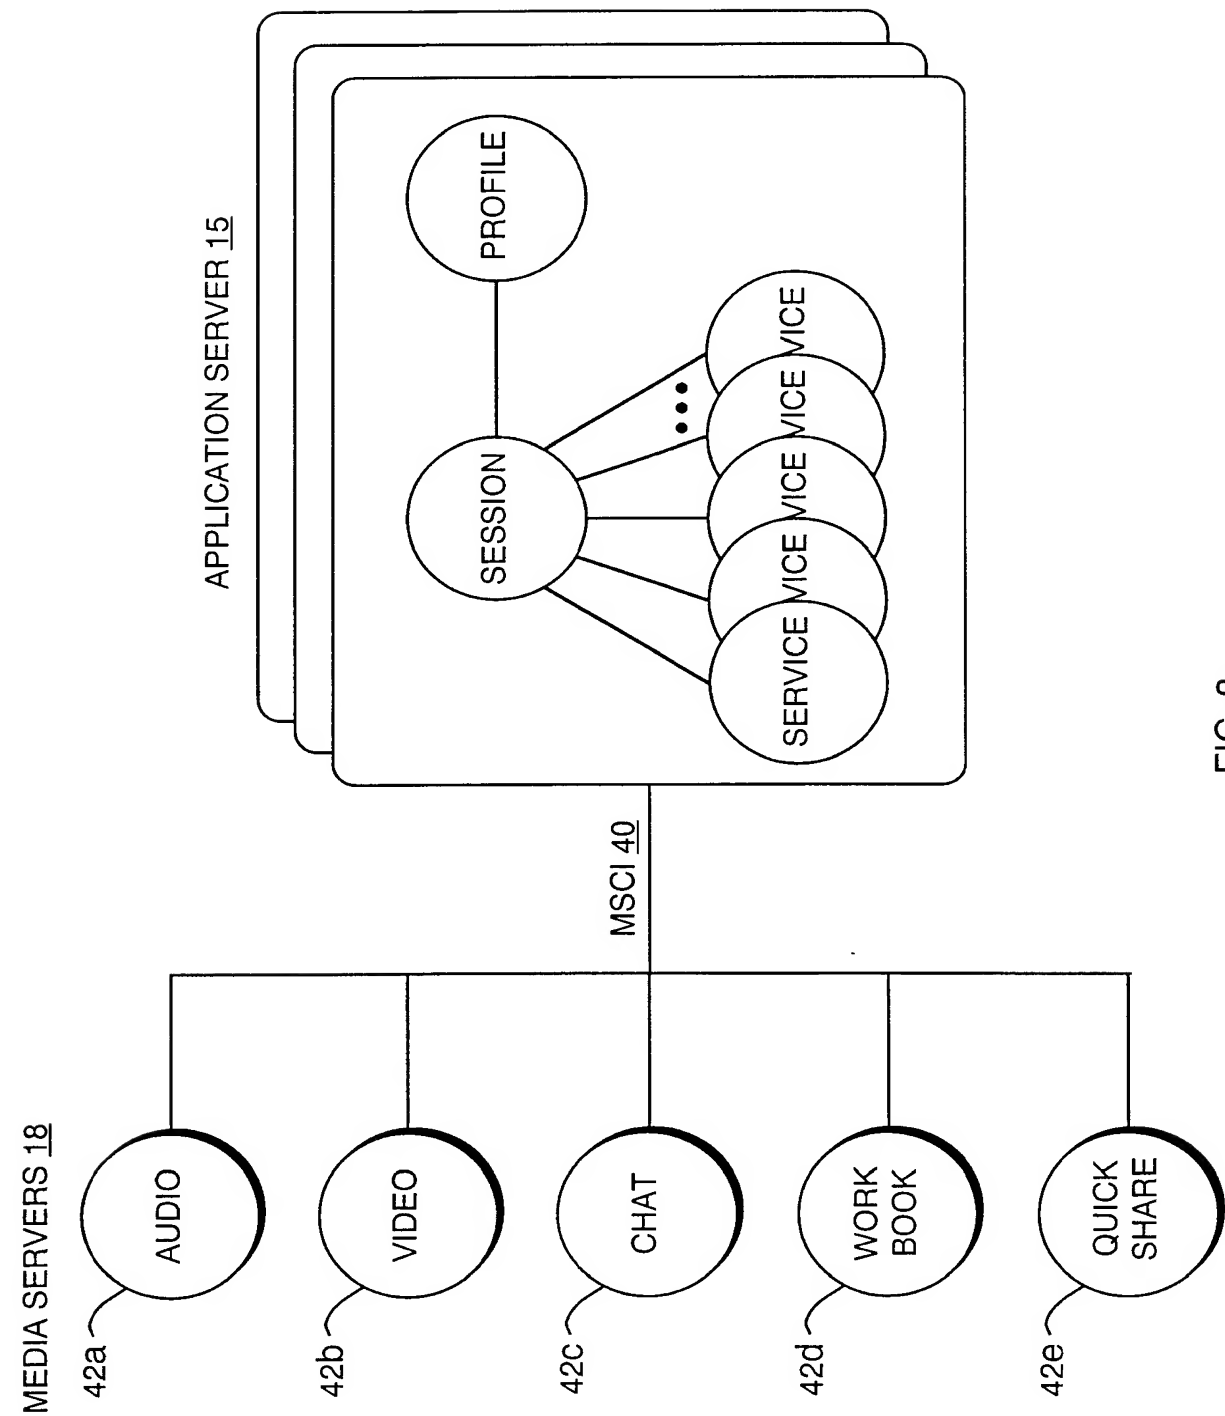 MEDIA SERVERS 18
42a
AUDIO
42b
VIDEO
42c
CHAT
42d
WORK
BOOK
42e
QUICK
SHARE
MSCI 40
APPLICATION SERVER 15
SESSION
PROFILE
SERVICE
VICE
VICE
VICE
VICE
FIG.